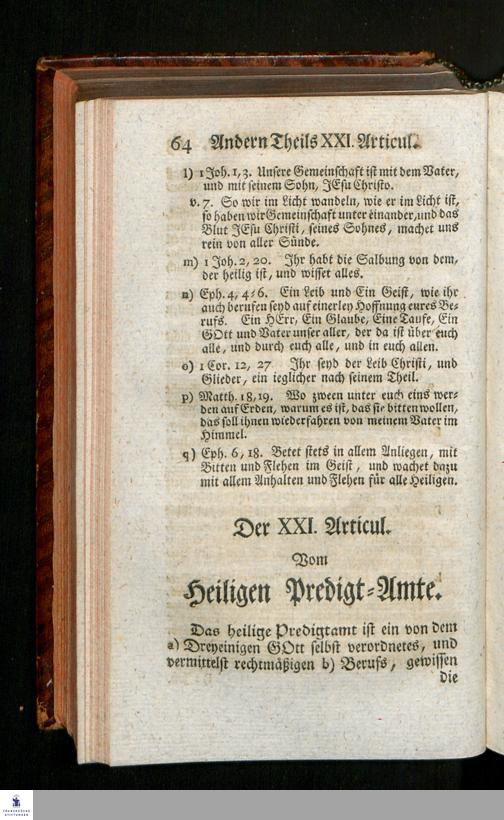 64 Andern Theils XXI. Articul.
l) 1 Joh. 1, 3. Unsere Gemeinschaft ist mit dem Vater,
und mit seinem Sohn, JEsu Christo.
v. 7. So wir im Licht wandeln, wie er im Licht ist,
so haben wir Gemeinschaft unter einander, und das
Blut JEsu Christi, seines Sohnes, machet uns
rein von aller Sünde.
m) 1 Joh. 2, 20. Ihr habt die Salbung von dem,
der heilig ist, und wisset alles.
n) Eph. 4, 4-6. Ein Leib und Ein Geist, wie ihr
auch berufen seyd auf einerley Hoffnung eures Be-
rufs. Ein HErr, Ein Glaube, Eine Taufe, Ein
GOtt und Vater unser aller, der da ist über euch
alle, und durch euch alle, und in euch allen.
o) 1 Cor. 12, 27 Ihr seyd der Leib Christi, und
Glieder, ein ieglicher nach seinem Theil.
p) Matth. 18, 19. Wo zween unter euch eins wer-
den auf Erden, warum es ist, das sie bitten wollen,
das soll ihnen wiederfahren von meinem Vater im
Himmel.
q) Eph. 6, 18. Betet stets in allem Anliegen, mit
Bitten und Flehen im Geist, und wachet dazu
mit allem Anhalten und Flehen für alle Heiligen.
Der XXI. Articul.
Vom
Heiligen Predigt-Amte.
Das heilige Predigtamt ist ein von dem
a) Dreyeinigen GOtt selbst verordnetes, und
vermittelst rechtmäßigen b) Berufs, gewissen
die
FRANCKESCHE
STIFTUNGEN